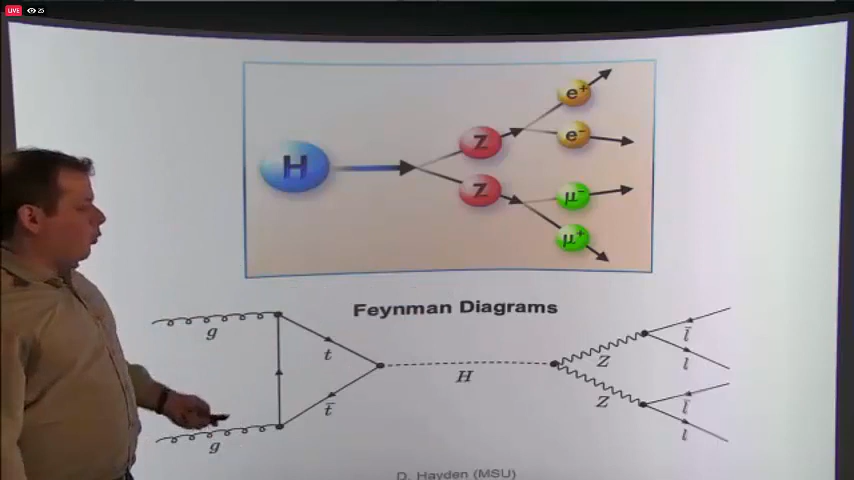 LIVE 25
H
Z
Z
e+
e-
μ-
μ+
Feynman Diagrams
g
t
t̄
g
H
Z
Z
l̄
l
l̄
l
D. Hayden (MSU)